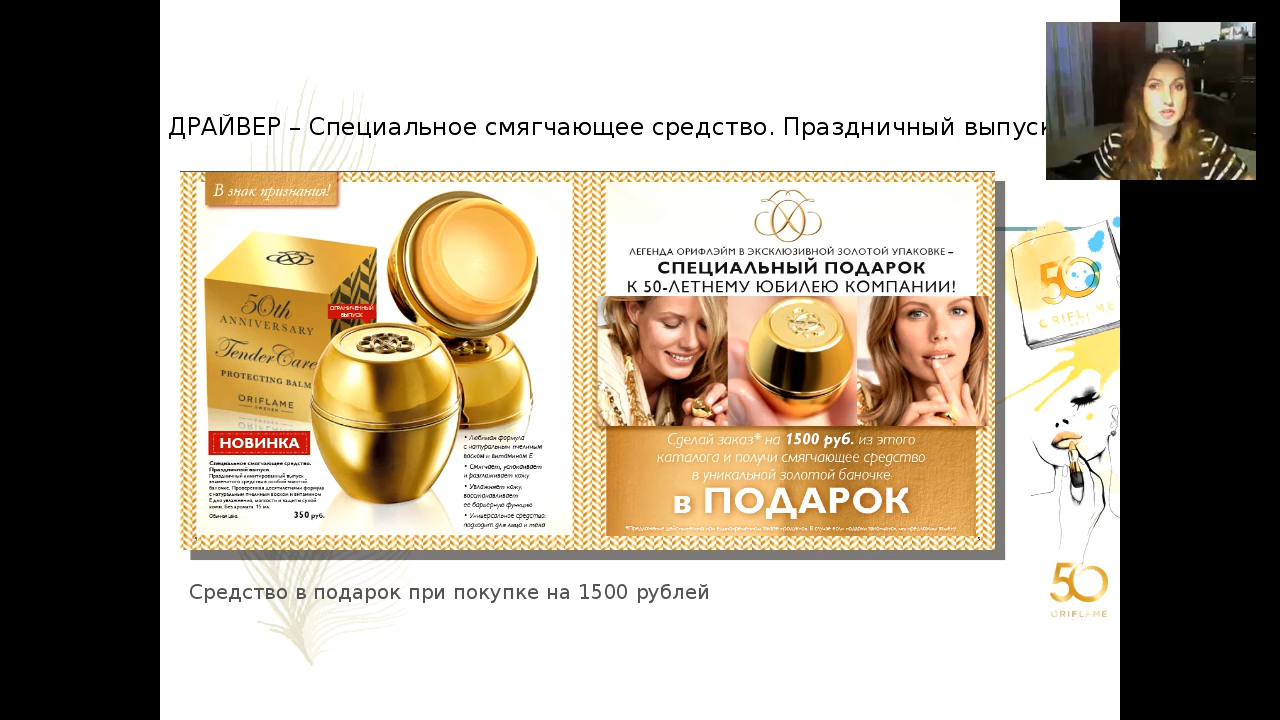 ДРАЙВЕР – Специальное смягчающее средство. Праздничный выпуск
В знак признания!
50th
ANNIVERSARY
TenderCare
PROTECTING BALM
ORIFLAME
SWEDEN
ОГРАНИЧЕННЫЙ
ВЫПУСК
НОВИНКА
Специальное смягчающее средство.
Праздничный выпуск
350 руб.
• Любимая формула
с натуральным пчелиным
воском и витамином Е
• Смягчает, успокаивает
и разглаживает кожу
• Увлажняет кожу,
восстанавливает
ее барьерную функцию
• Универсальное средство:
подходит для лица и тела
ЛЕГЕНДА ОРИФЛЭЙМ В ЭКСКЛЮЗИВНОЙ ЗОЛОТОЙ УПАКОВКЕ –
СПЕЦИАЛЬНЫЙ ПОДАРОК
К 50-ЛЕТНЕМУ ЮБИЛЕЮ КОМПАНИИ!
Сделай заказ* на 1500 руб. из этого
каталога и получи смягчающее средство
в уникальной золотой баночке
в ПОДАРОК
50
ORIFLAME
Средство в подарок при покупке на 1500 рублей
50
ORIFLAME